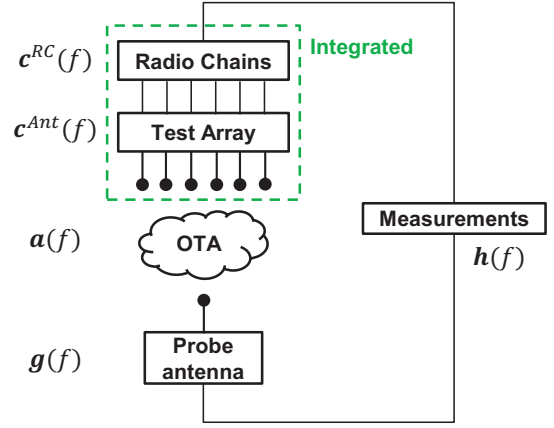 𝒄^{RC}(𝑓)
Radio Chains
Integrated
𝒄^{Ant}(𝑓)
Test Array
𝒂(𝑓)
OTA
Measurements
𝒉(𝑓)
𝒈(𝑓)
Probe
antenna